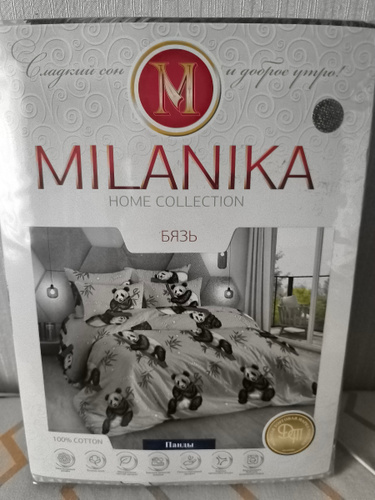 Сладкий сон и доброе утро!
M
MILANIKA
HOME COLLECTION
БЯЗЬ
100% COTTON
Панды